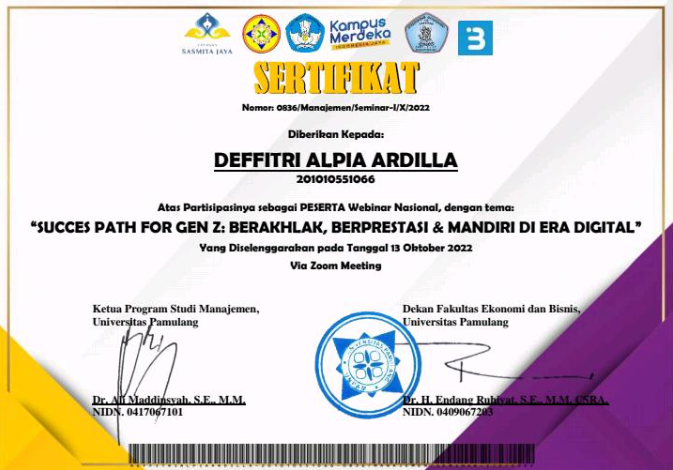 SASMITA JAYA
Kampus
Merdeka
INDONESIA JAYA
SERTIFIKAT
Nomor: 0836/Manajemen/Seminar-I/X/2022
Diberikan Kepada:
DEFFITRI ALPIA ARDILLA
201010551066
Atas Partisipasinya sebagai PESERTA Webinar Nasional, dengan tema:
“SUCCES PATH FOR GEN Z: BERAKHLAK, BERPRESTASI & MANDIRI DI ERA DIGITAL”
Yang Diselenggarakan pada Tanggal 13 Oktober 2022
Via Zoom Meeting
Ketua Program Studi Manajemen,
Universitas Pamulang
Dr. Ali Maddinsyah, S.E., M.M.
NIDN. 0417067101
Dekan Fakultas Ekonomi dan Bisnis,
Universitas Pamulang
Dr. H. Endang Ruhiyat, S.E., M.M, CSRA.
NIDN. 0409067203